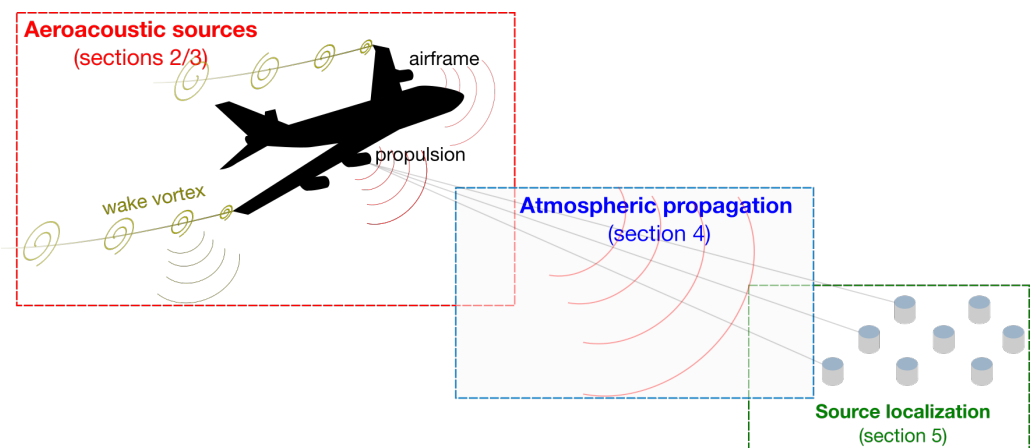 Aeroacoustic sources
(sections 2/3)
airframe
propulsion
wake vortex
Atmospheric propagation
(section 4)
Source localization
(section 5)